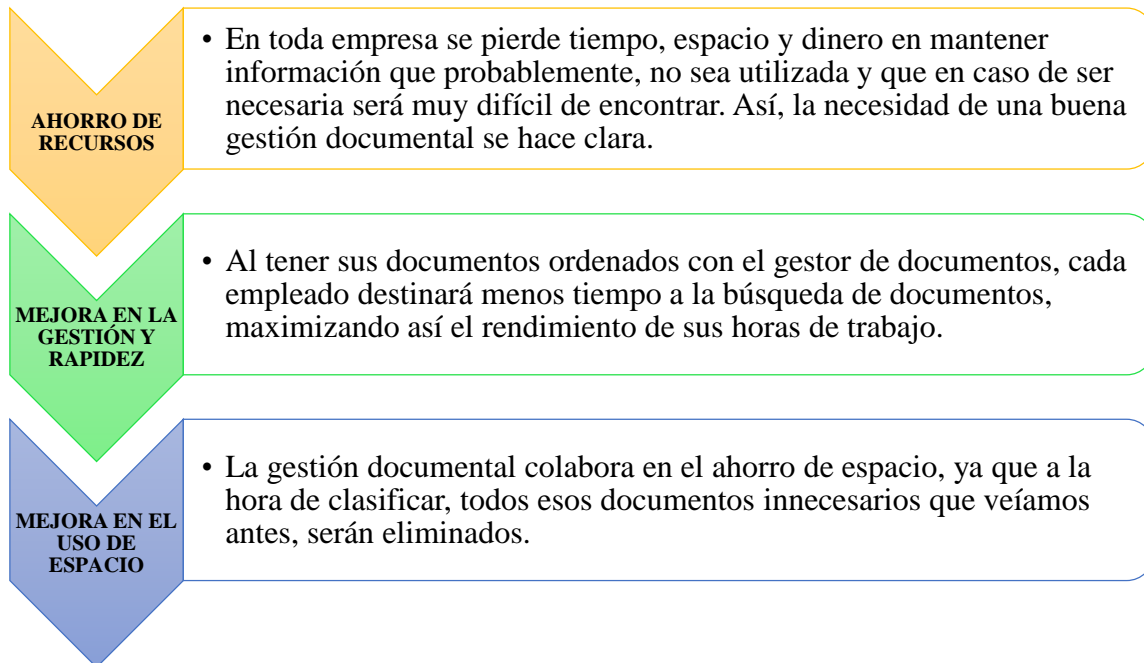 AHORRO DE
RECURSOS
• En toda empresa se pierde tiempo, espacio y dinero en mantener
información que probablemente, no sea utilizada y que en caso de ser
necesaria será muy difícil de encontrar. Así, la necesidad de una buena
gestión documental se hace clara.
MEJORA EN LA
GESTIÓN Y
RAPIDEZ
• Al tener sus documentos ordenados con el gestor de documentos, cada
empleado destinará menos tiempo a la búsqueda de documentos,
maximizando así el rendimiento de sus horas de trabajo.
MEJORA EN EL
USO DE
ESPACIO
• La gestión documental colabora en el ahorro de espacio, ya que a la
hora de clasificar, todos esos documentos innecesarios que veíamos
antes, serán eliminados.